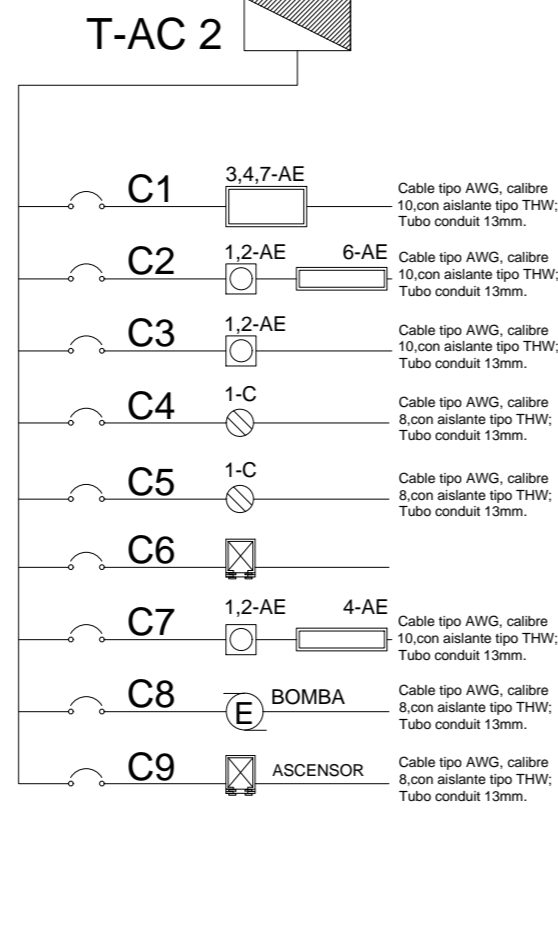 T-AC 2
C1
3,4,7-AE
Cable tipo AWG, calibre
10,con aislante tipo THW;
Tubo conduit 13mm.
C2
1,2-AE
6-AE
Cable tipo AWG, calibre
10,con aislante tipo THW;
Tubo conduit 13mm.
C3
1,2-AE
Cable tipo AWG, calibre
10,con aislante tipo THW;
Tubo conduit 13mm.
C4
1-C
Cable tipo AWG, calibre
8,con aislante tipo THW;
Tubo conduit 13mm.
C5
1-C
Cable tipo AWG, calibre
8,con aislante tipo THW;
Tubo conduit 13mm.
C6
C7
1,2-AE
4-AE
Cable tipo AWG, calibre
10,con aislante tipo THW;
Tubo conduit 13mm.
C8
E
BOMBA
Cable tipo AWG, calibre
8,con aislante tipo THW;
Tubo conduit 13mm.
C9
ASCENSOR
Cable tipo AWG, calibre
8,con aislante tipo THW;
Tubo conduit 13mm.